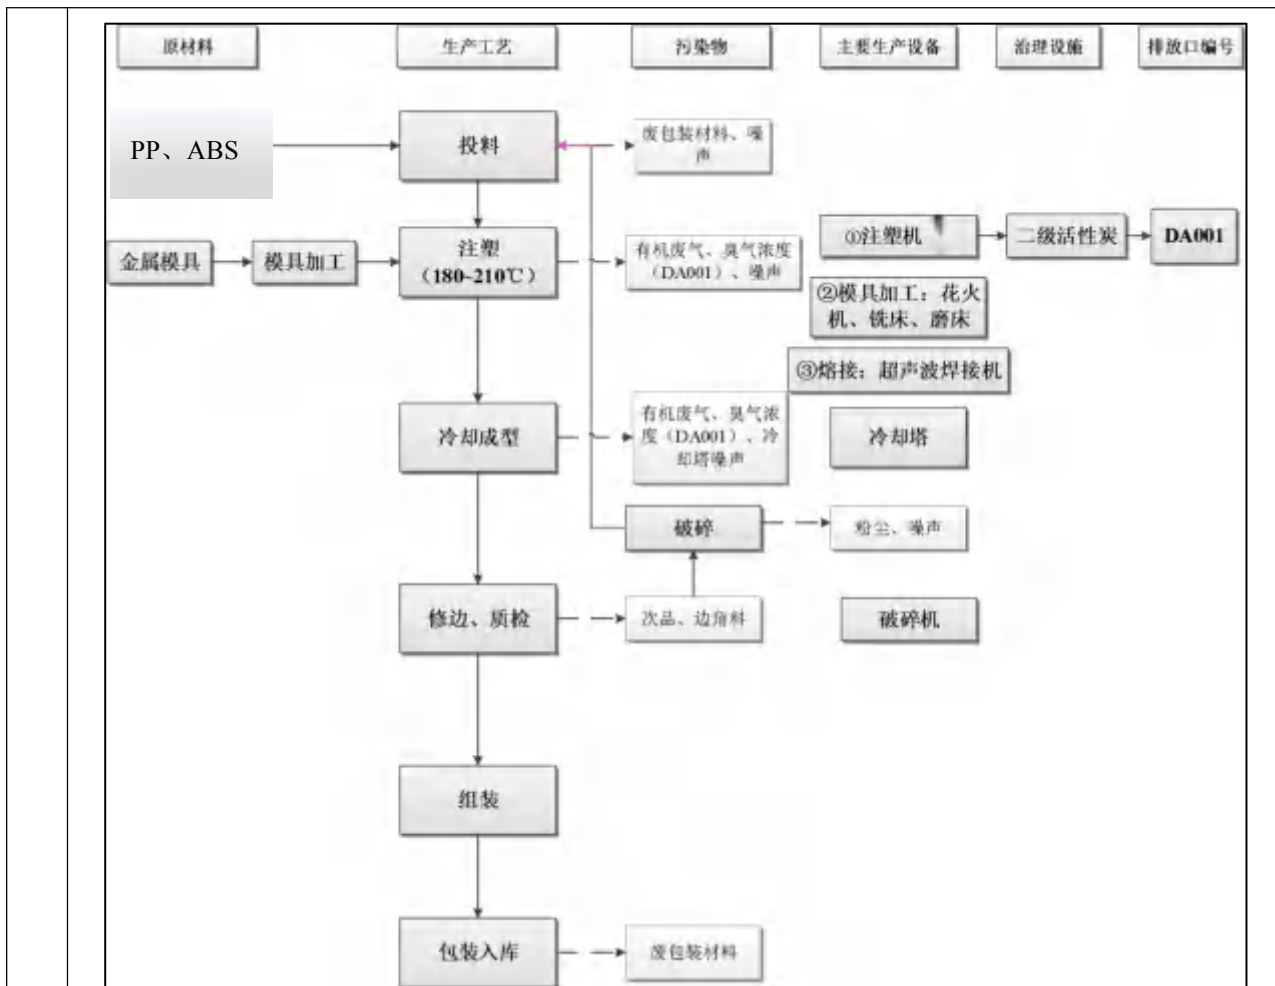 原材料
生产工艺
污染物
主要生产设备
治理设施
排放口编号
PP、ABS
投料
废包装材料、噪
声
金属模具
模具加工
注塑
（180-210℃）
有机废气、臭气浓度
（DA001）、噪声
①注塑机
二级活性炭
DA001
②模具加工：花火
机、铣床、磨床
③熔接：超声波焊接机
冷却成型
有机废气、臭气浓
度（DA001）、冷
却塔噪声
冷却塔
破碎
粉尘、噪声
修边、质检
次品、边角料
破碎机
组装
包装入库
废包装材料